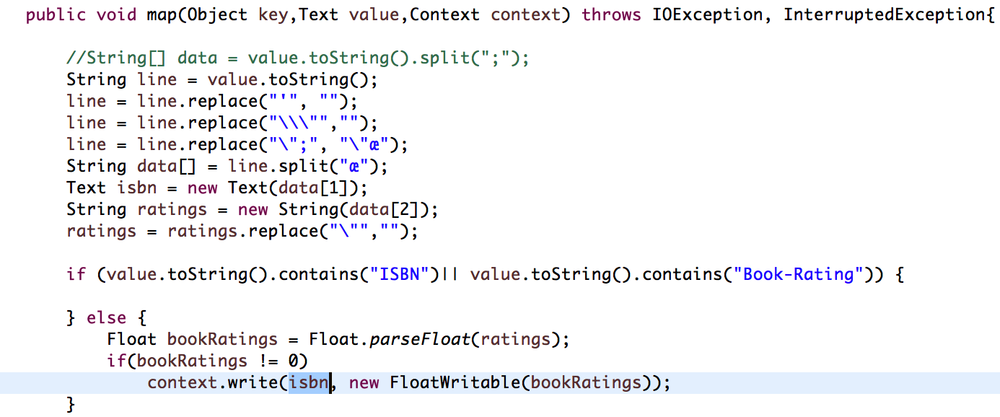 public void map(Object key,Text value,Context context) throws IOException, InterruptedException{
//String[] data = value.toString().split(";");
String line = value.toString();
line = line.replace("'", "");
line = line.replace("\\\"","");
line = line.replace("\";", "\"æ");
String data[] = line.split("æ");
Text isbn = new Text(data[1]);
String ratings = new String(data[2]);
ratings = ratings.replace("\"","");
if (value.toString().contains("ISBN")|| value.toString().contains("Book-Rating")) {
} else {
Float bookRatings = Float.parseFloat(ratings);
if(bookRatings != 0)
context.write(isbn, new FloatWritable(bookRatings));
}